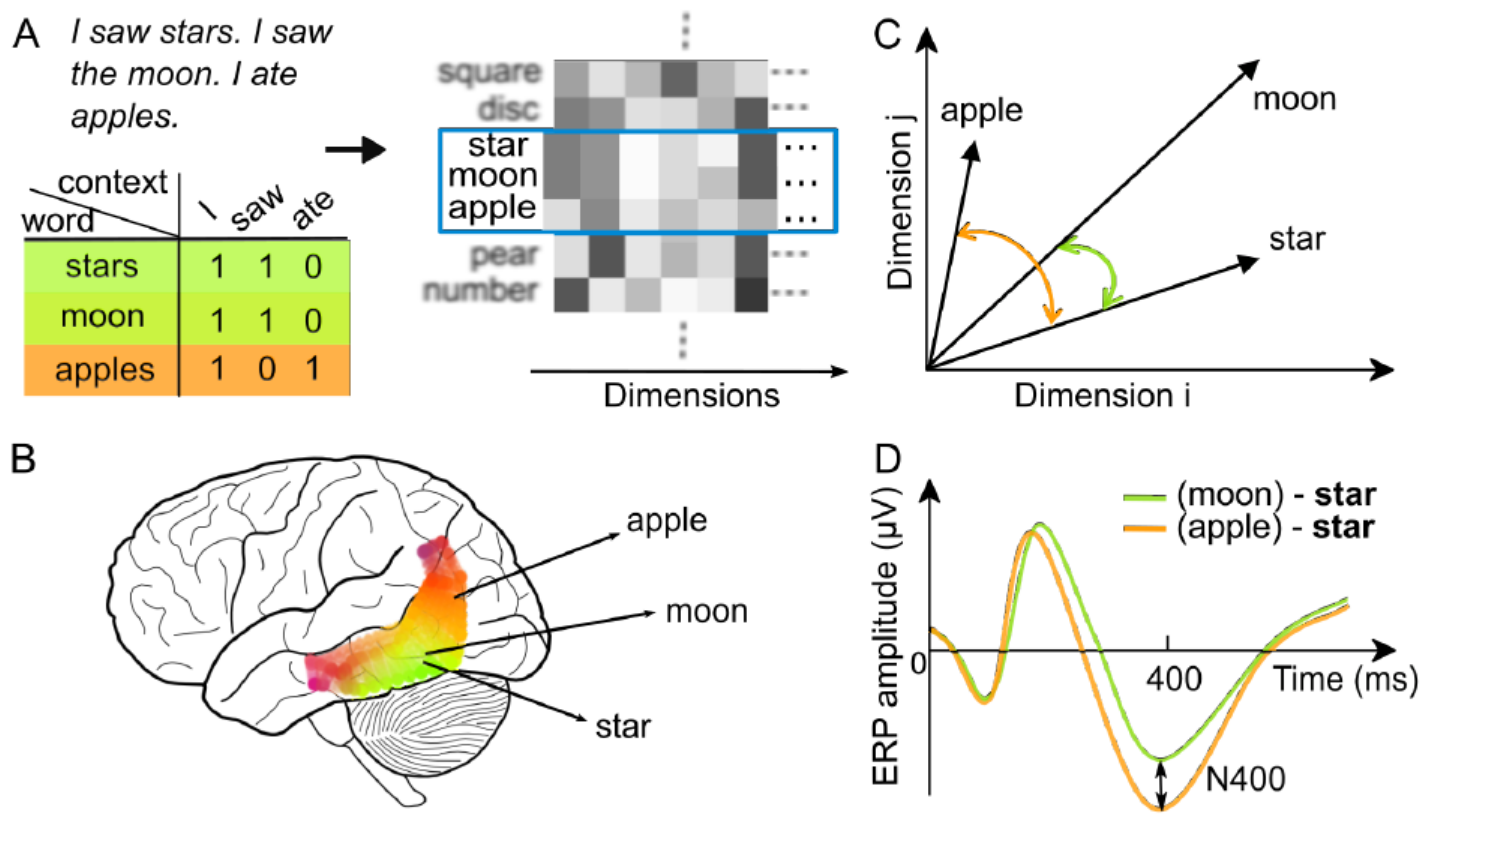 A
I saw stars. I saw
the moon. I ate
apples.
context
word
I saw ate
stars 1 1 0
moon 1 1 0
apples 1 0 1
square
disc
star
moon
apple
pear
number
Dimensions
B
apple
moon
star
C
Dimension j
apple
moon
star
Dimension i
D
ERP amplitude (µV)
(moon) - star
(apple) - star
0
400
Time (ms)
N400